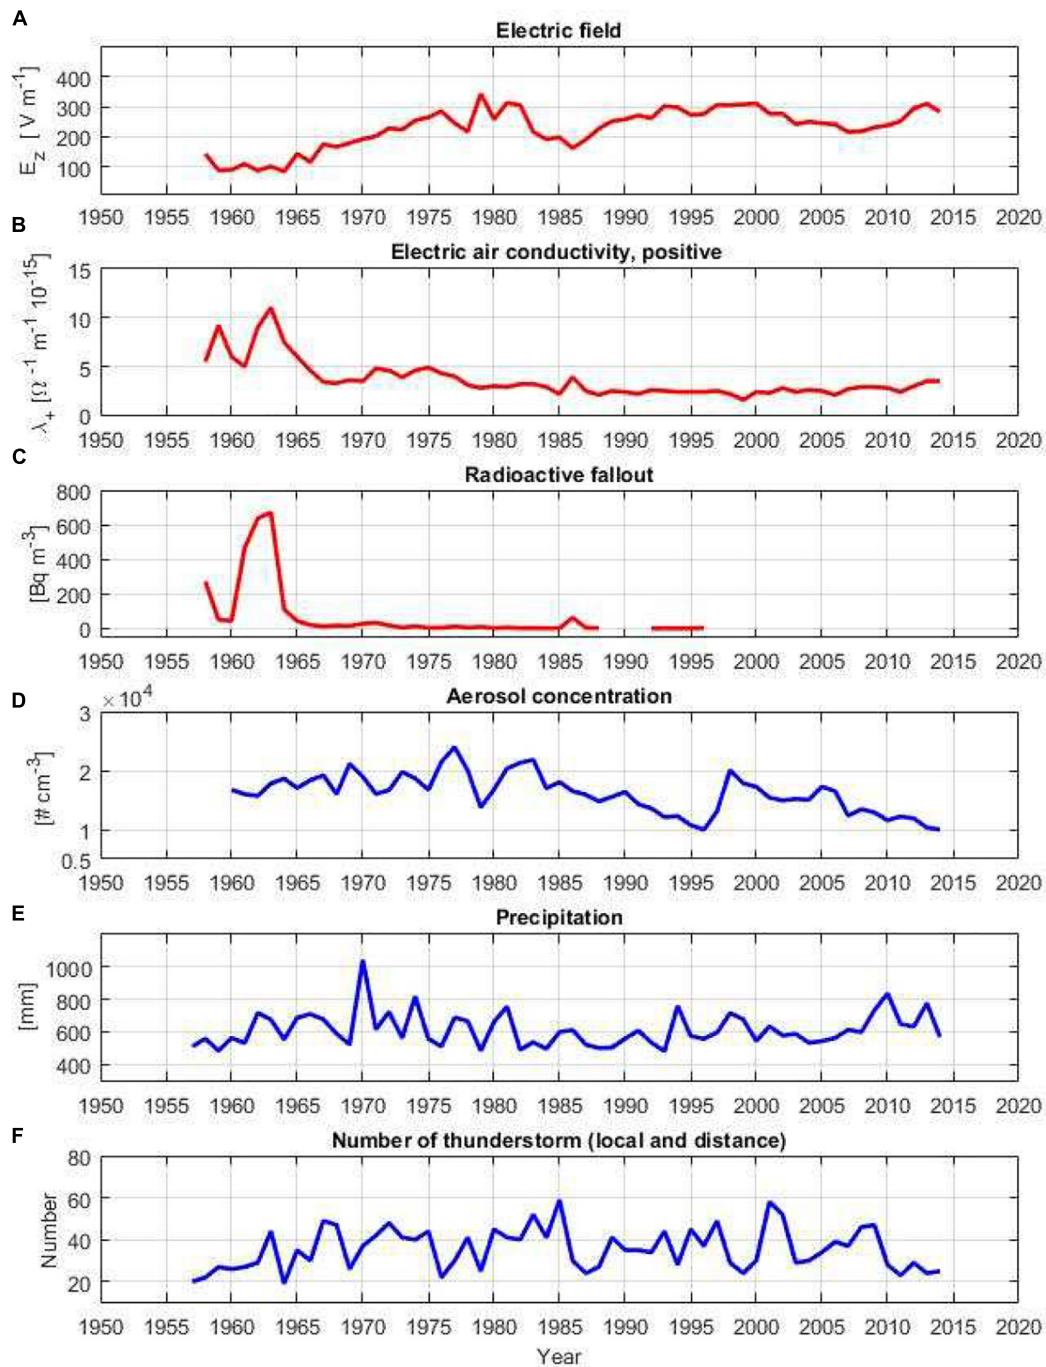 A
Electric field
E_z [ V m^-1]
400
300
200
100
1950 1955 1960 1965 1970 1975 1980 1985 1990 1995 2000 2005 2010 2015 2020
B
Electric air conductivity, positive
λ_+ [Ω^-1 m^-1 10^-15]
15
10
5
0
1950 1955 1960 1965 1970 1975 1980 1985 1990 1995 2000 2005 2010 2015 2020
C
Radioactive fallout
[Bq m^-3]
800
600
400
200
0
1950 1955 1960 1965 1970 1975 1980 1985 1990 1995 2000 2005 2010 2015 2020
D
× 10^4
Aerosol concentration
[# cm^-3]
3
2
1
0.5
1950 1955 1960 1965 1970 1975 1980 1985 1990 1995 2000 2005 2010 2015 2020
E
Precipitation
[mm]
1000
800
600
400
1950 1955 1960 1965 1970 1975 1980 1985 1990 1995 2000 2005 2010 2015 2020
F
Number of thunderstorm (local and distance)
Number
80
60
40
20
1950 1955 1960 1965 1970 1975 1980 1985 1990 1995 2000 2005 2010 2015 2020
Year